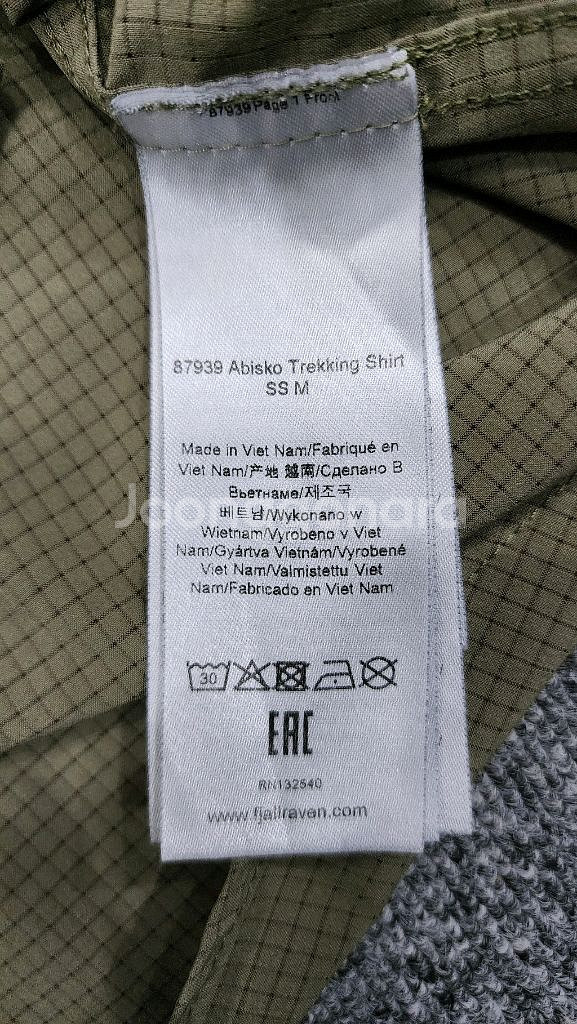 87939 Page 1 Front
87939 Abisko Trekking Shirt
SS M
Made in Viet Nam/Fabriqué en
Viet Nam/产地 越南/Сделано В
Вьетнаме/제조국
베트남/Wykonano w
Wietnam/Vyrobeno v Viet
Nam/Gyártva Vietnám/Vyrobené
Viet Nam/Valmistettu Viet
Nam/Fabricado en Viet Nam
30
EAC
RN132540
www.fjallraven.com